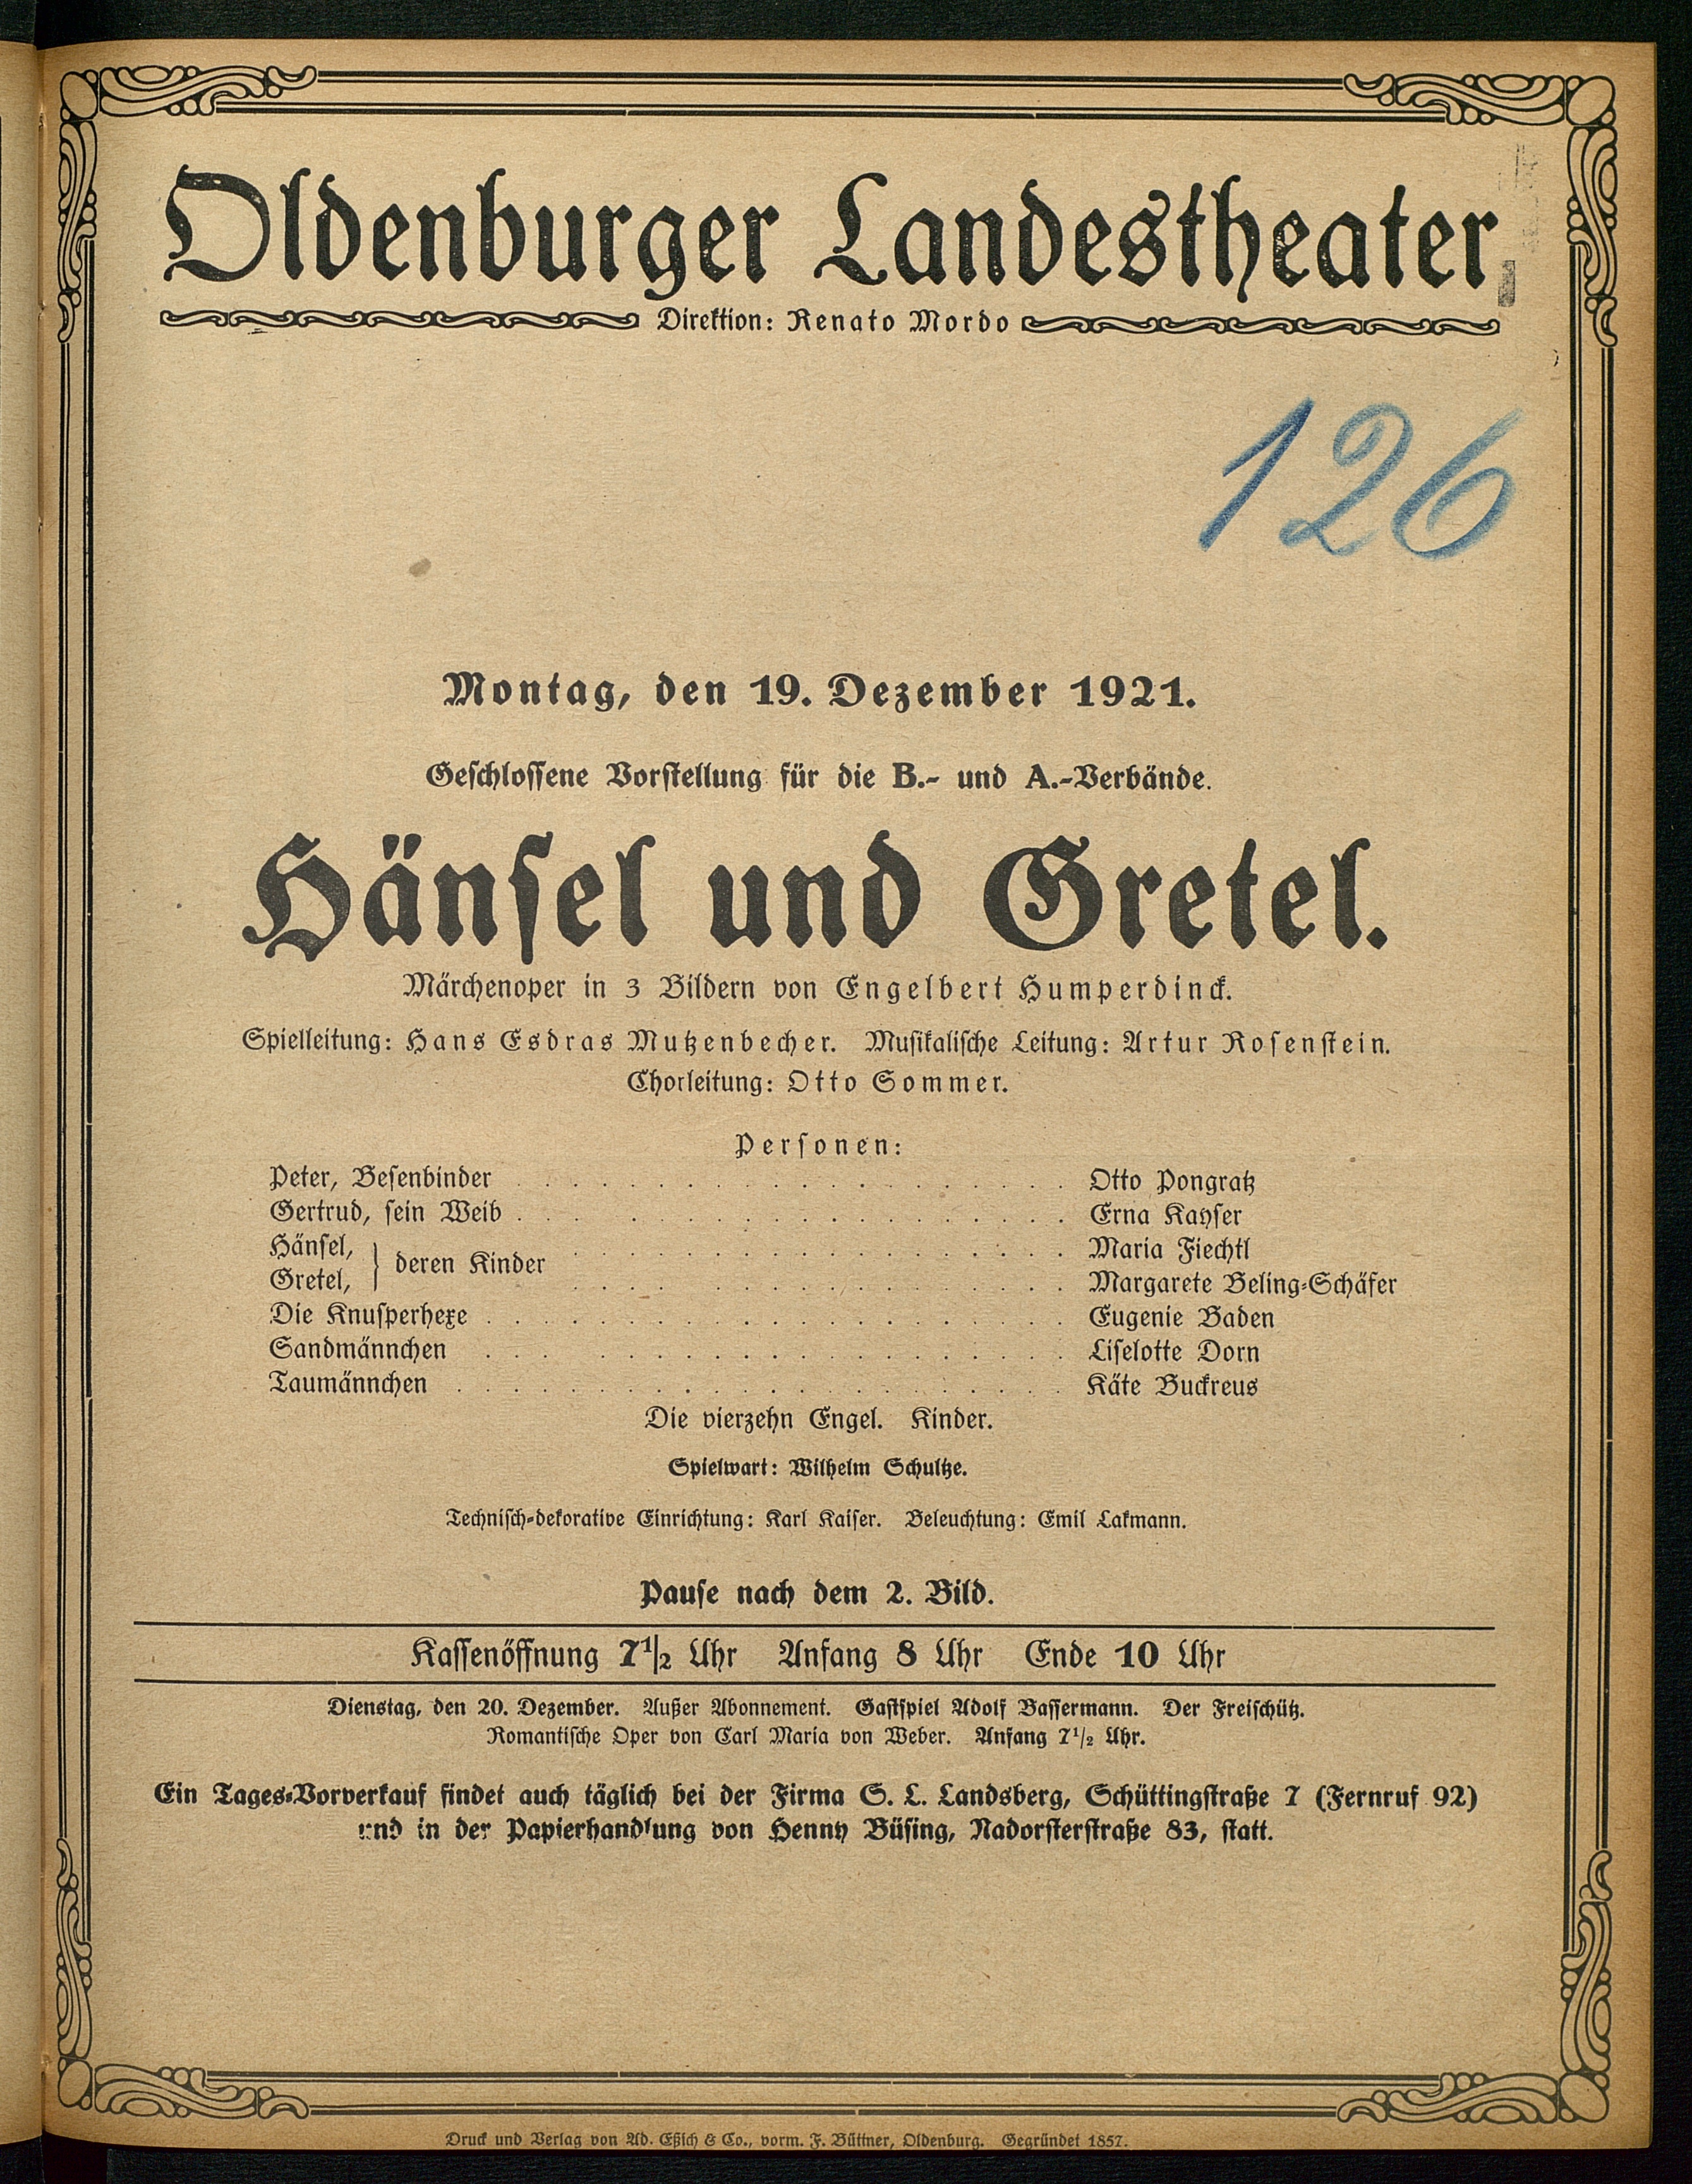 Oldenburger Landestheater
Direktion: Renato Mordo
126
Montag, den 19. Dezember 1921.
Geschlossene Vorstellung für die B.- und A.-Verbände.
Hänsel und Gretel.
Märchenoper in 3 Bildern von Engelbert Humperdinck.
Spielleitung: Hans Esdras Mutzenbecher. Musikalische Leitung: Artur Rosenstein.
Chorleitung: Otto Sommer.
Personen:
Peter, Besenbinder . . . . . . . . . . . . . . . . . . . Otto Pongratz
Gertrud, sein Weib . . . . . . . . . . . . . . . . . . . Erna Kayser
Hänsel, } deren Kinder . . . . . . . . . . . . . . . . . . Maria Fiechtl
Gretel, } . . . . . . . . . . . . . . . . . . Margarete Beling-Schäfer
Die Knusperhexe . . . . . . . . . . . . . . . . . . . . . Eugenie Baden
Sandmännchen . . . . . . . . . . . . . . . . . . . . Liselotte Dorn
Taumännchen . . . . . . . . . . . . . . . . . . . . . . Käte Buckreus
Die vierzehn Engel. Kinder.
Spielwart: Wilhelm Schultze.
Technisch-dekorative Einrichtung: Karl Kaiser. Beleuchtung: Emil Lakmann.
Pause nach dem 2. Bild.
Kassenöffnung 7½ Uhr Anfang 8 Uhr Ende 10 Uhr
Dienstag, den 20. Dezember. Außer Abonnement. Gastspiel Adolf Bassermann. Der Freischütz.
Romantische Oper von Carl Maria von Weber. Anfang 7½ Uhr.
Ein Tages-Vorverkauf findet auch täglich bei der Firma S. L. Landsberg, Schüttingstraße 7 (Fernruf 92)
und in der Papierhandlung von Henny Büsing, Nadorsterstraße 83, statt.
Druck und Verlag von Ad. Eßich & Co., vorm. F. Büttner, Oldenburg. Gegründet 1857.